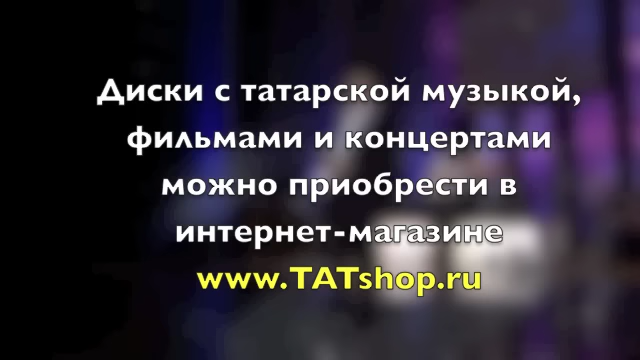 Диски с татарской музыкой,
фильмами и концертами
можно приобрести в
интернет-магазине
www.TATshop.ru